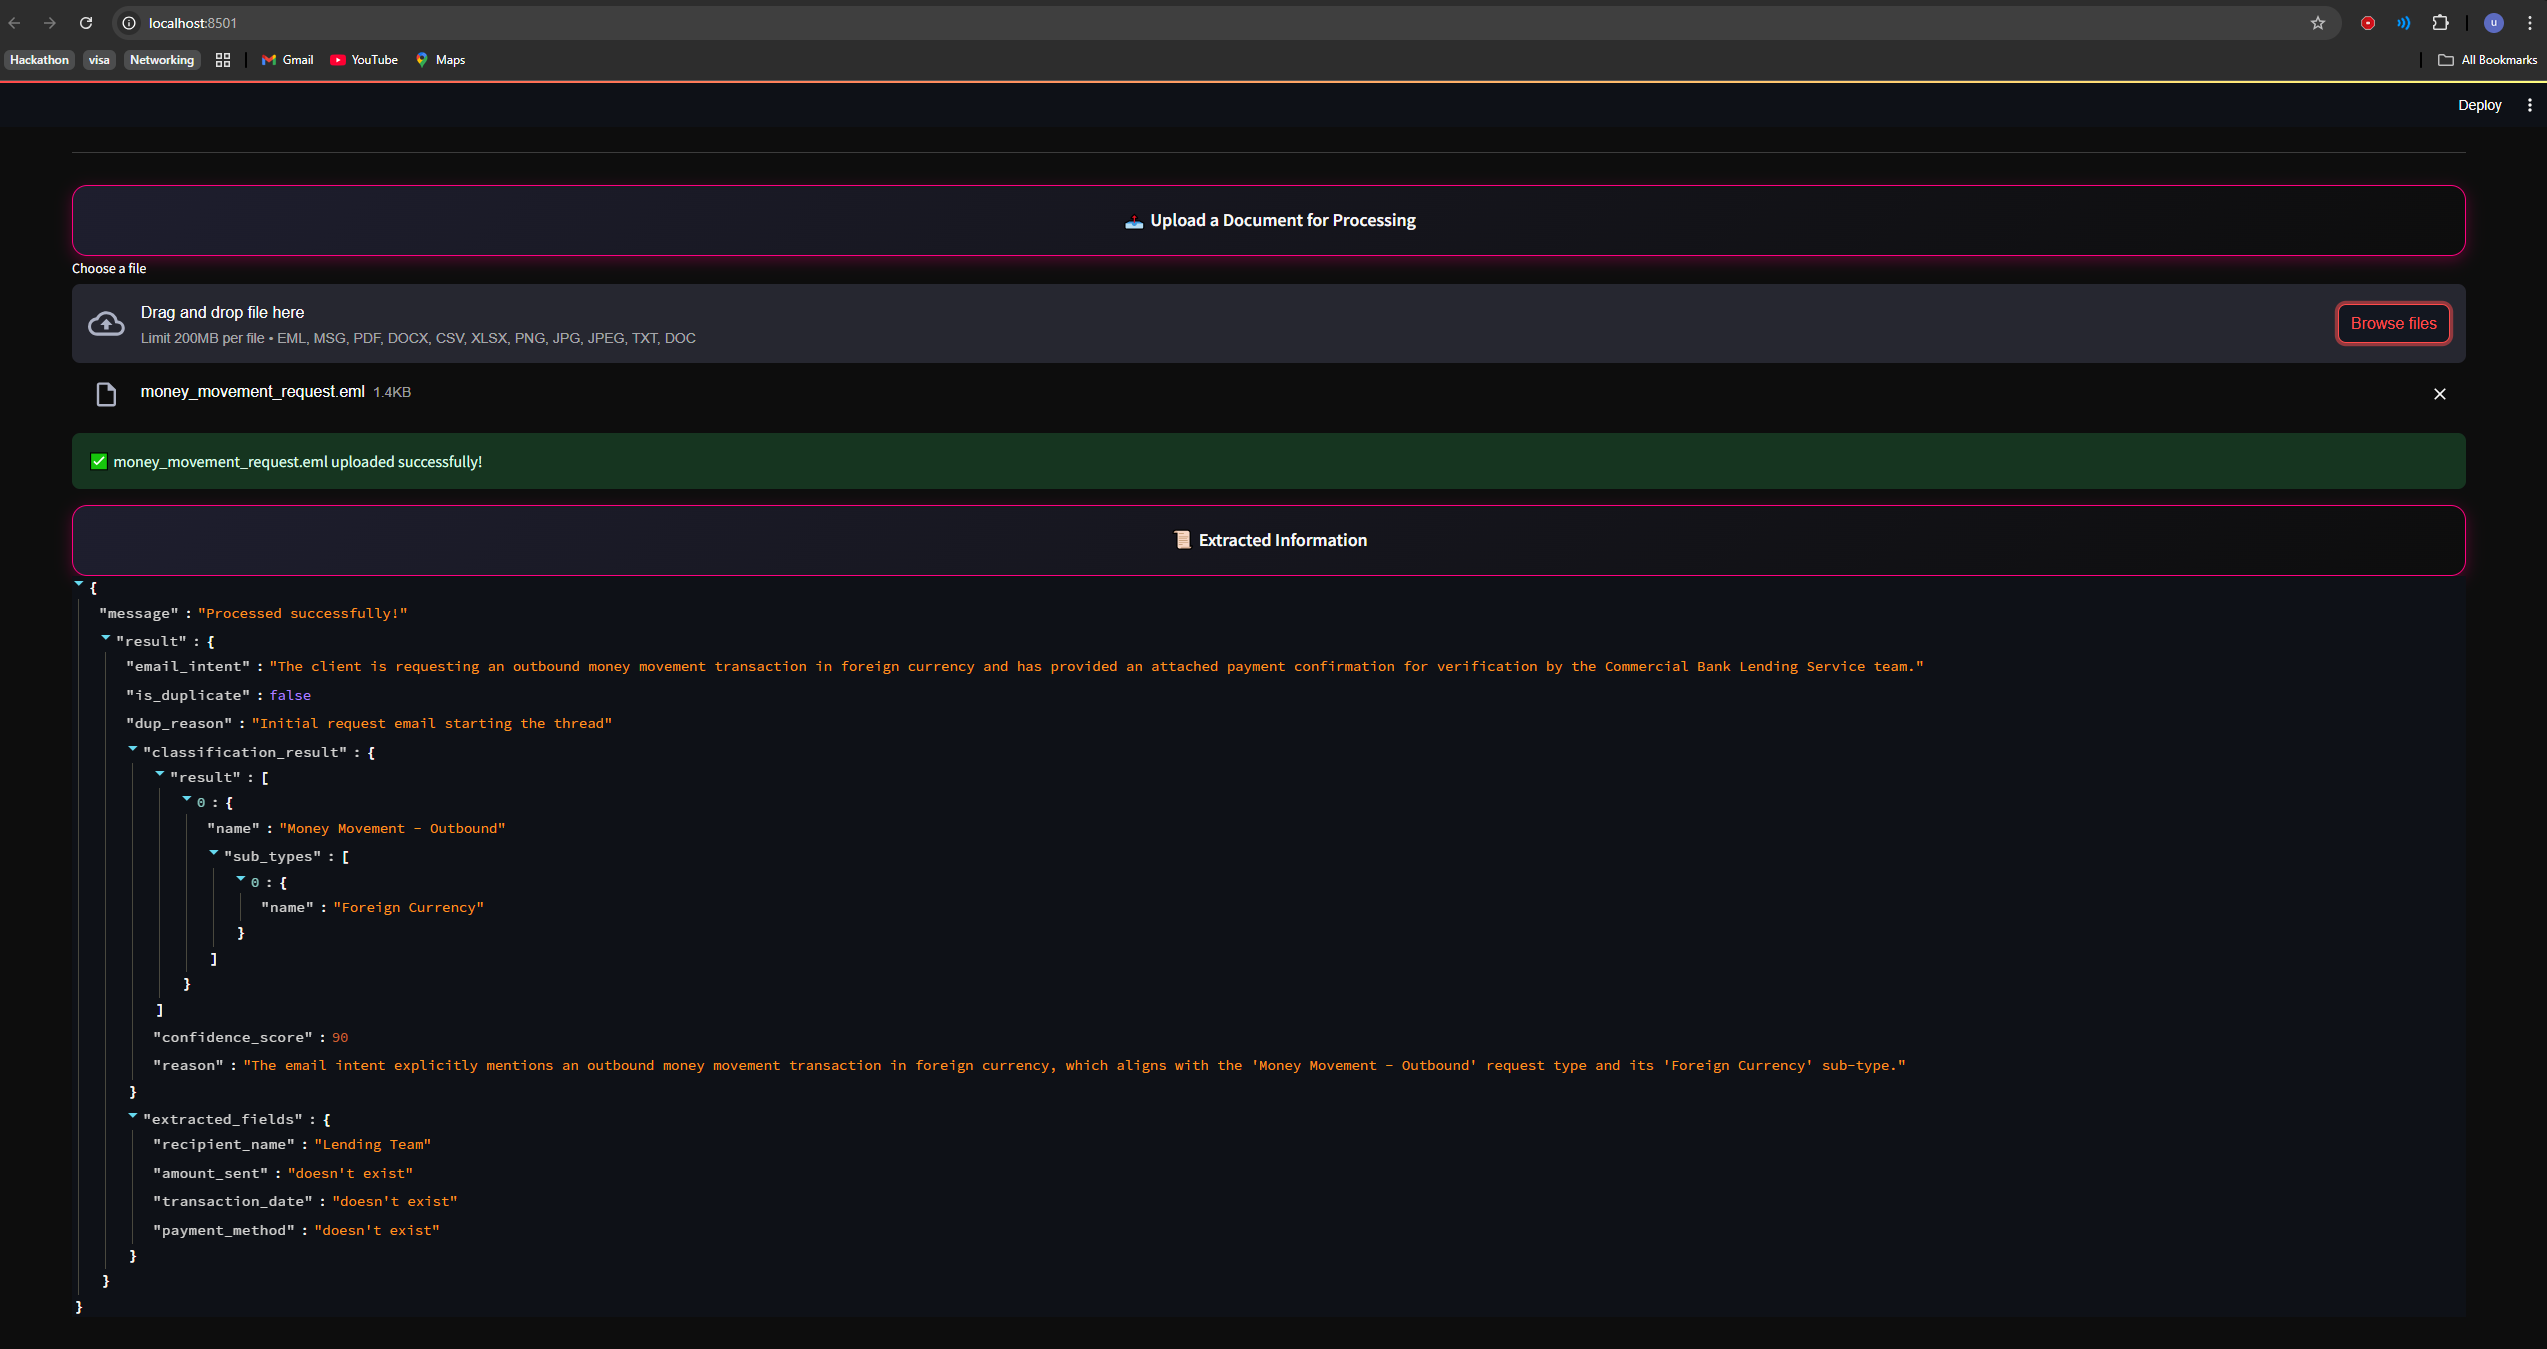 localhost:8501
u
Hackathon visa Networking Gmail YouTube Maps All Bookmarks
Deploy
Upload a Document for Processing
Choose a file
Drag and drop file here
Limit 200MB per file • EML, MSG, PDF, DOCX, CSV, XLSX, PNG, JPG, JPEG, TXT, DOC
Browse files
money_movement_request.eml 1.4KB
money_movement_request.eml uploaded successfully!
Extracted Information
{
"message" : "Processed successfully!"
"result" : {
"email_intent" : "The client is requesting an outbound money movement transaction in foreign currency and has provided an attached payment confirmation for verification by the Commercial Bank Lending Service team."
"is_duplicate" : false
"dup_reason" : "Initial request email starting the thread"
"classification_result" : {
"result" : [
0 : {
"name" : "Money Movement - Outbound"
"sub_types" : [
0 : {
"name" : "Foreign Currency"
}
]
}
]
"confidence_score" : 90
"reason" : "The email intent explicitly mentions an outbound money movement transaction in foreign currency, which aligns with the 'Money Movement - Outbound' request type and its 'Foreign Currency' sub-type."
}
"extracted_fields" : {
"recipient_name" : "Lending Team"
"amount_sent" : "doesn't exist"
"transaction_date" : "doesn't exist"
"payment_method" : "doesn't exist"
}
}
}